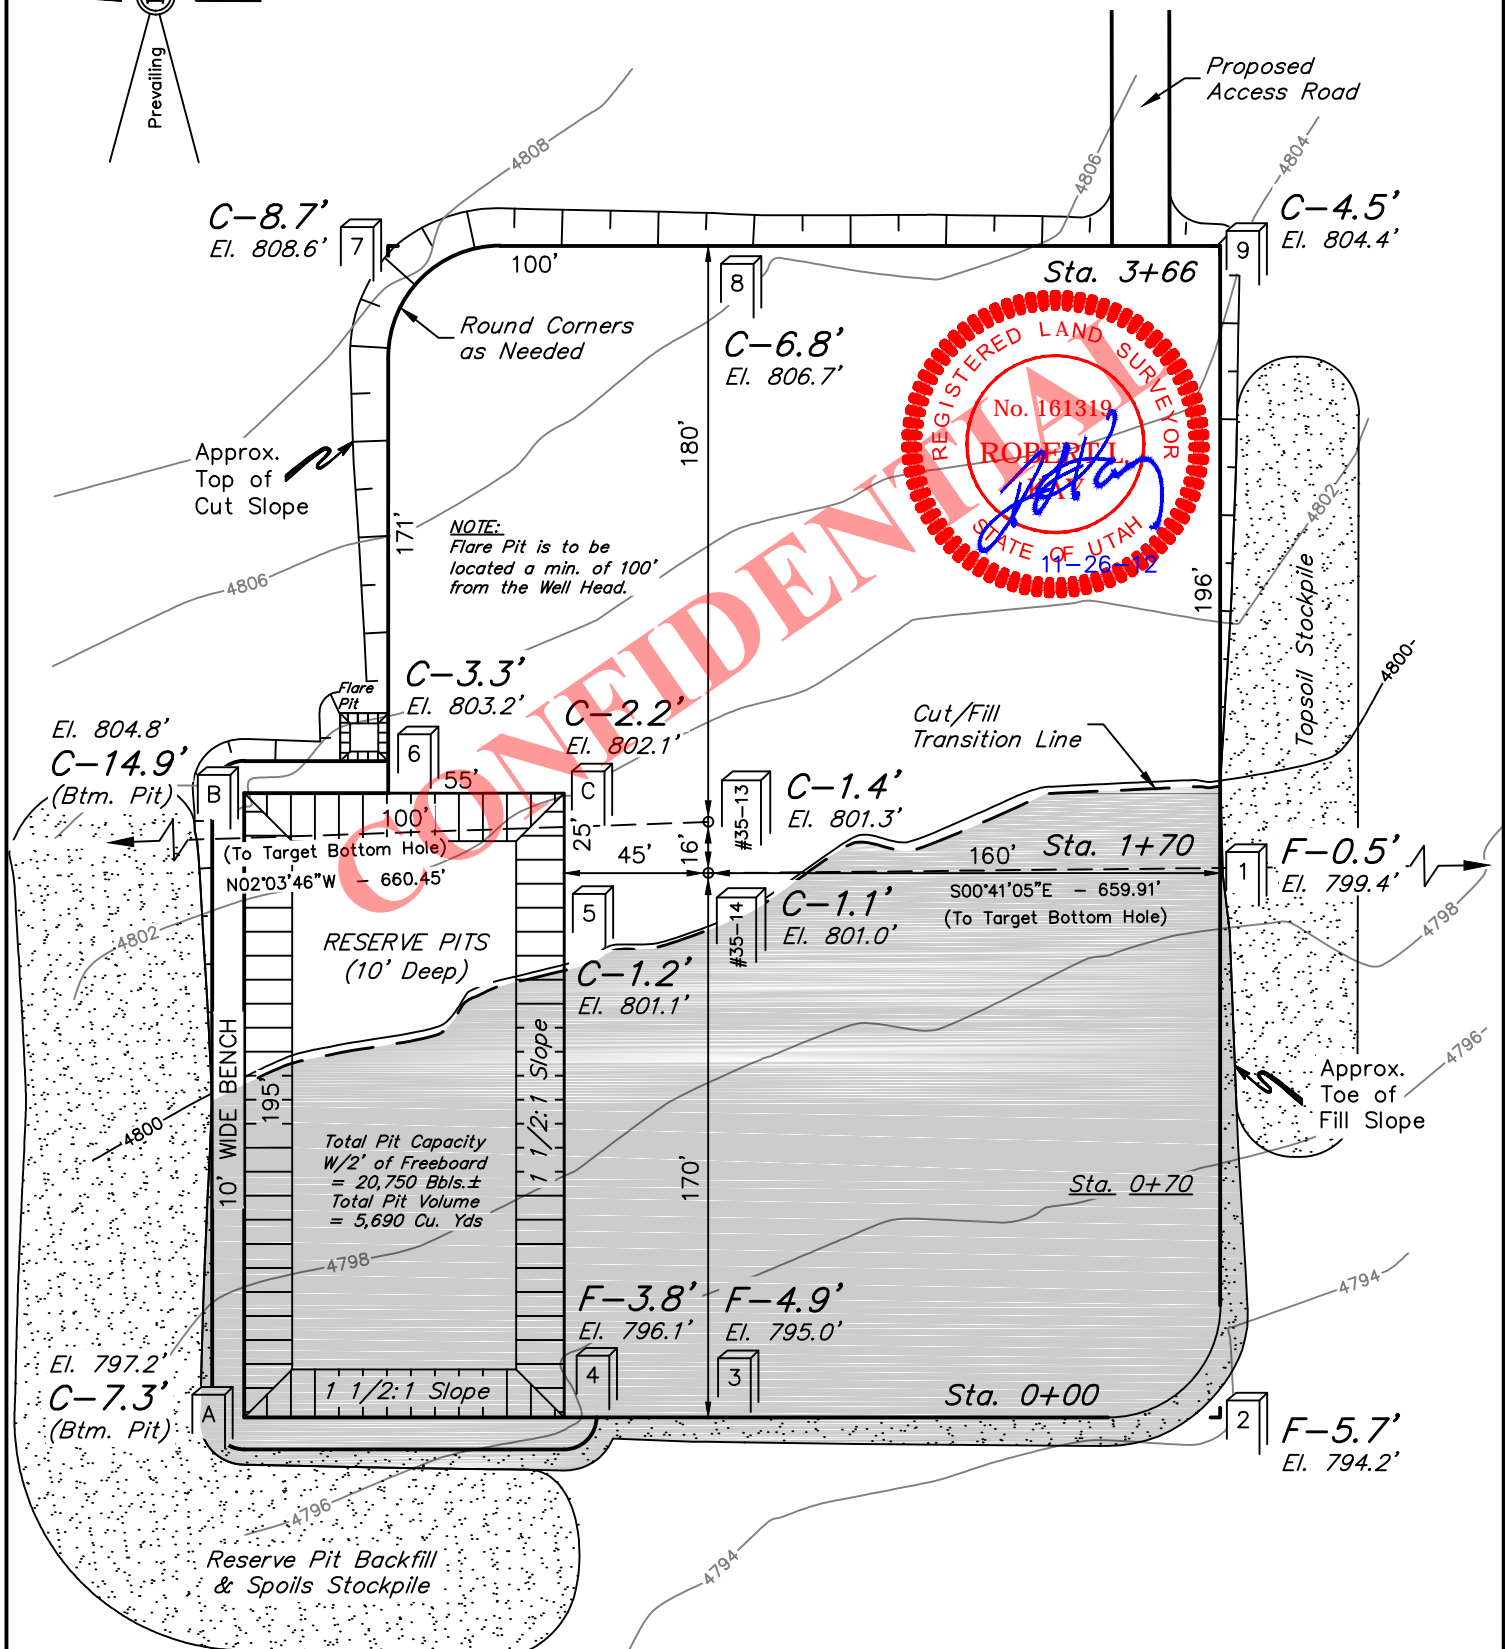 Prevailing
Proposed
Access Road
4808
4806
4804
C-8.7'
El. 808.6'
7
C-4.5'
El. 804.4'
9
100'
8
Sta. 3+66
Round Corners
as Needed
C-6.8'
El. 806.7'
REGISTERED LAND SURVEYOR
No. 161319
ROBERT L.
KAY
STATE OF UTAH
11-26-12
CONFIDENTIAL
180'
Approx.
Top of
Cut Slope
171'
NOTE:
Flare Pit is to be
located a min. of 100'
from the Well Head.
4802
4806
196'
Topsoil Stockpile
4800
Flare
Pit
C-3.3'
El. 803.2'
6
C-2.2'
El. 802.1'
C
Cut/Fill
Transition Line
El. 804.8'
C-14.9'
(Btm. Pit)
B
55'
100'
#35-13
C-1.4'
El. 801.3'
25'
45'
16'
(To Target Bottom Hole)
N02°03'46"W - 660.45'
160'
Sta. 1+70
1
F-0.5'
El. 799.4'
S00°41'05"E - 659.91'
(To Target Bottom Hole)
5
#35-14
C-1.1'
El. 801.0'
4802
4798
RESERVE PITS
(10' Deep)
C-1.2'
El. 801.1'
10' WIDE BENCH
195'
1 1/2:1 Slope
4796
Approx.
Toe of
Fill Slope
4800
Total Pit Capacity
W/2' of Freeboard
= 20,750 Bbls.±
Total Pit Volume
= 5,690 Cu. Yds
170'
Sta. 0+70
4798
4794
F-3.8'
El. 796.1'
4
F-4.9'
El. 795.0'
3
El. 797.2'
C-7.3'
(Btm. Pit)
A
1 1/2:1 Slope
Sta. 0+00
2
F-5.7'
El. 794.2'
4796
4794
Reserve Pit Backfill
& Spoils Stockpile